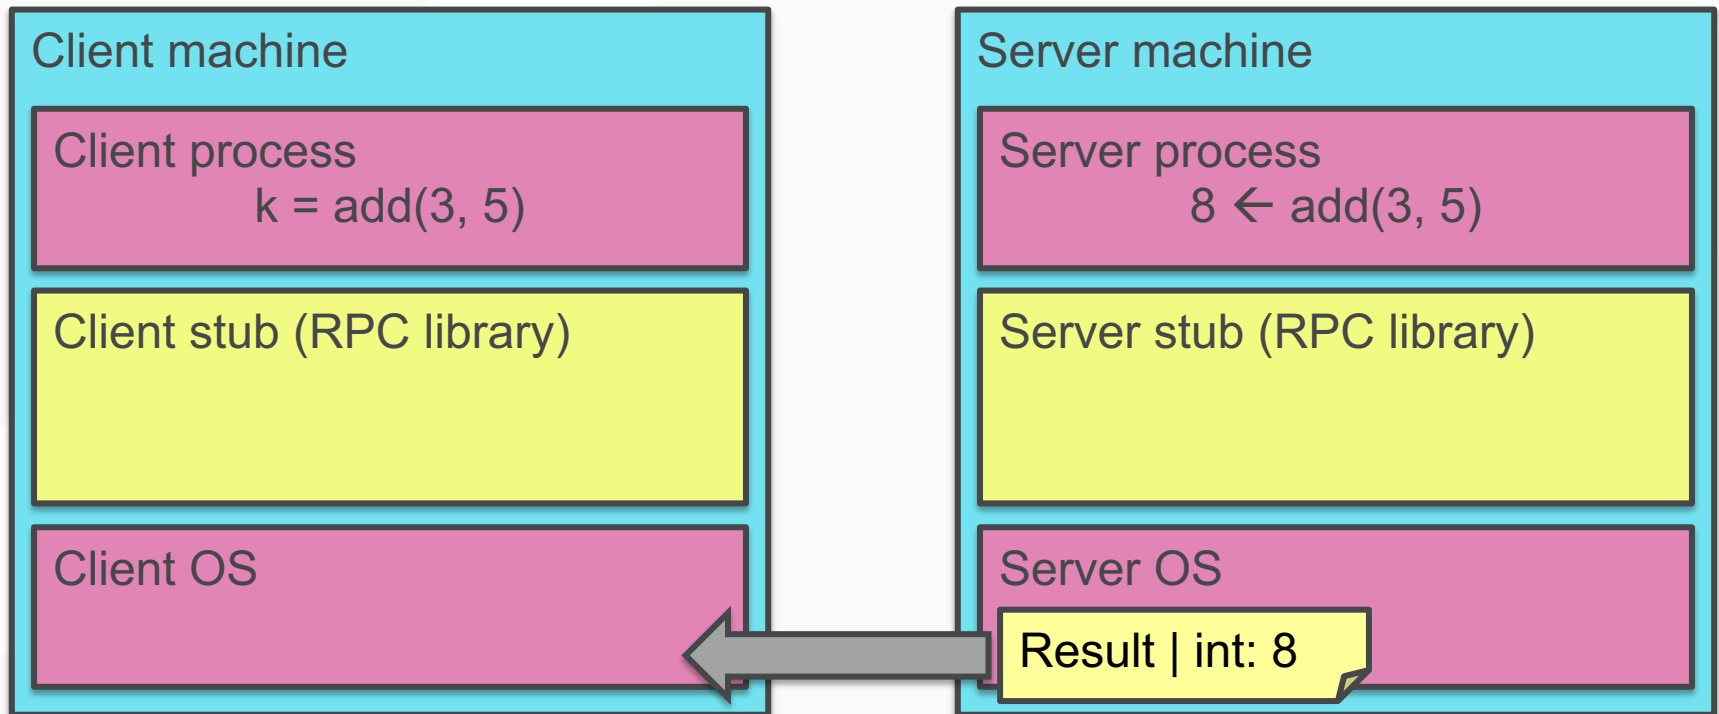 Client machine
Client process
k = add(3, 5)
Client stub (RPC library)
Client OS
Server machine
Server process
8 ← add(3, 5)
Server stub (RPC library)
Server OS
Result | int: 8